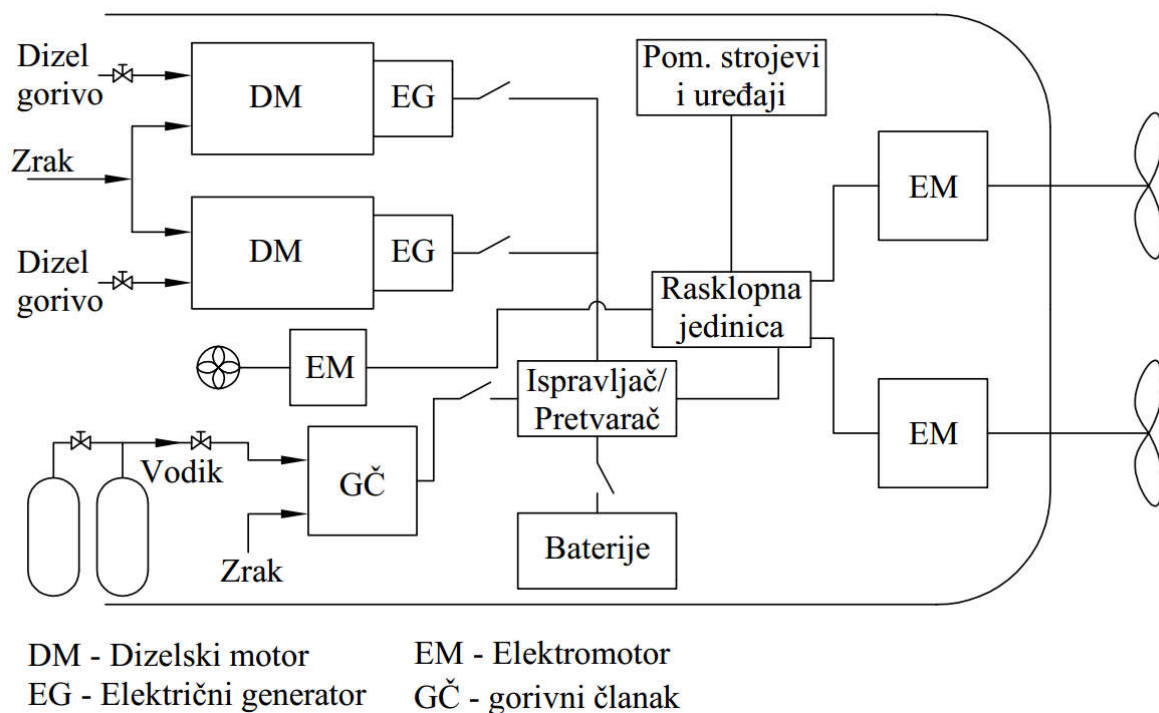 Dizel
gorivo
DM
EG
Pom. strojevi
i uređaji
Zrak
EM
Dizel
gorivo
DM
EG
Rasklopna
jedinica
EM
Ispravljač/
Pretvarač
EM
Vodik
GČ
Zrak
Baterije
DM - Dizelski motor
EM - Elektromotor
EG - Električni generator
GČ - gorivni članak